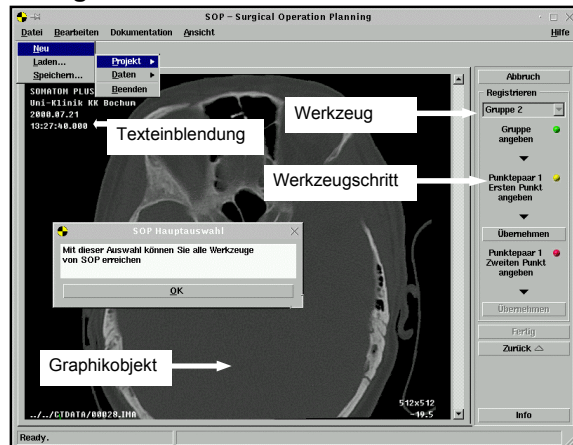 SOP – Surgical Operation Planning
Datei Bearbeiten Dokumentation Ansicht Hilfe
Neu
Laden...
Speichern...
Projekt
Daten
Beenden
SOMATOM PLUS
Uni-Klinik KK Bochum
2000.07.21
13:27:40.000
Texteinblendung
Werkzeug
Werkzeugschritt
SOP Hauptauswahl
Mit dieser Auswahl können Sie alle Werkzeuge
von SOP erreichen
OK
Graphikobjekt
../../CTDATA/00028.IMA
512x512
-19.5
Abbruch
Registrieren
Gruppe 2
Gruppe
angeben
Punktepaar 1
Ersten Punkt
angeben
Übernehmen
Punktepaar 1
Zweiten Punkt
angeben
Übernehmen
Fertig
Zurück
Info
Ready.